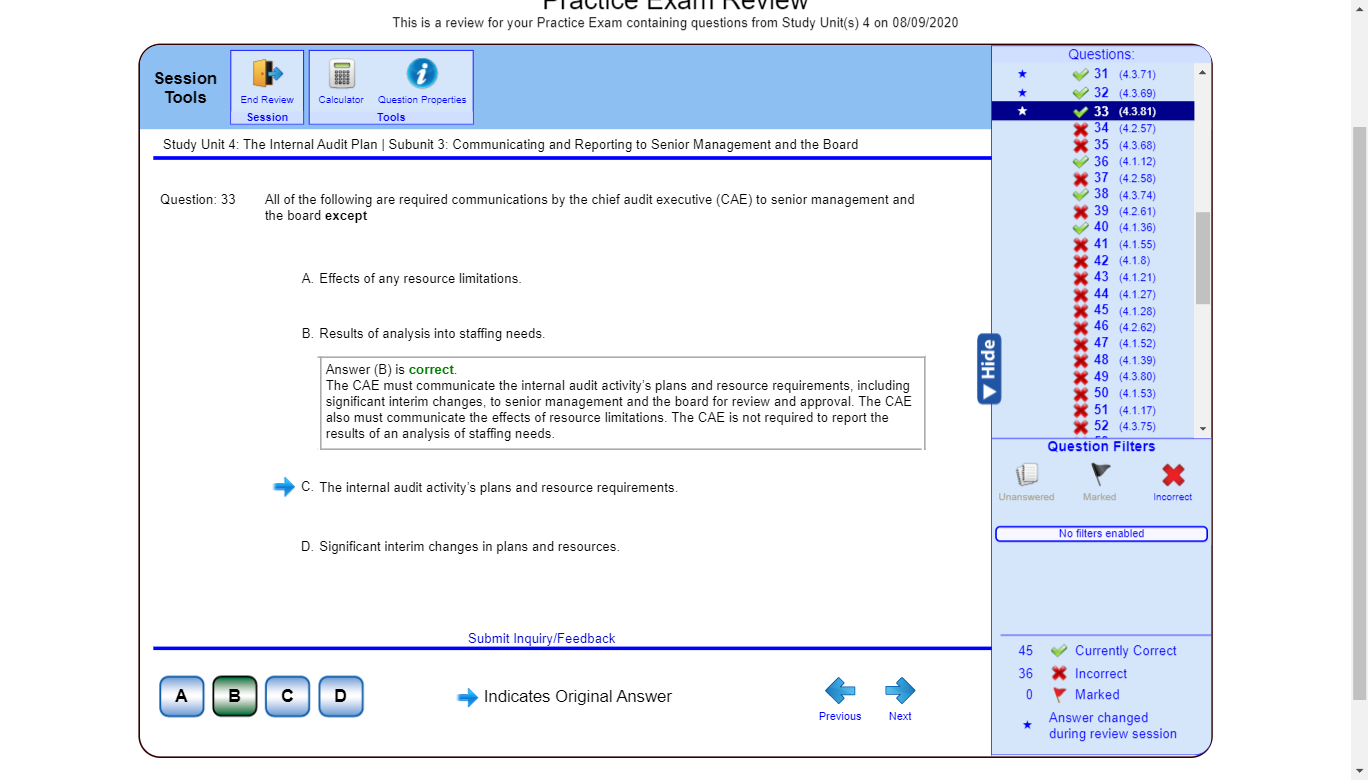 Practice Exam Review
This is a review for your Practice Exam containing questions from Study Unit(s) 4 on 08/09/2020
Session
Tools
End Review
Session
Calculator
Question Properties
Tools
Study Unit 4: The Internal Audit Plan | Subunit 3: Communicating and Reporting to Senior Management and the Board
Question: 33
All of the following are required communications by the chief audit executive (CAE) to senior management and
the board except
A. Effects of any resource limitations.
B. Results of analysis into staffing needs.
Answer (B) is correct.
The CAE must communicate the internal audit activity's plans and resource requirements, including
significant interim changes, to senior management and the board for review and approval. The CAE
also must communicate the effects of resource limitations. The CAE is not required to report the
results of an analysis of staffing needs.
C. The internal audit activity's plans and resource requirements.
D. Significant interim changes in plans and resources.
Submit Inquiry/Feedback
A
B
C
D
Indicates Original Answer
Previous
Next
Hide
Questions:
31 (4.3.71)
32 (4.3.69)
33 (4.3.81)
34 (4.2.57)
35 (4.3.68)
36 (4.1.12)
37 (4.2.58)
38 (4.3.74)
39 (4.2.61)
40 (4.1.36)
41 (4.1.55)
42 (4.1.8)
43 (4.1.21)
44 (4.1.27)
45 (4.1.28)
46 (4.2.62)
47 (4.1.52)
48 (4.1.39)
49 (4.3.80)
50 (4.1.53)
51 (4.1.17)
52 (4.3.75)
Question Filters
Unanswered
Marked
Incorrect
No filters enabled
45 Currently Correct
36 Incorrect
0 Marked
Answer changed
during review session